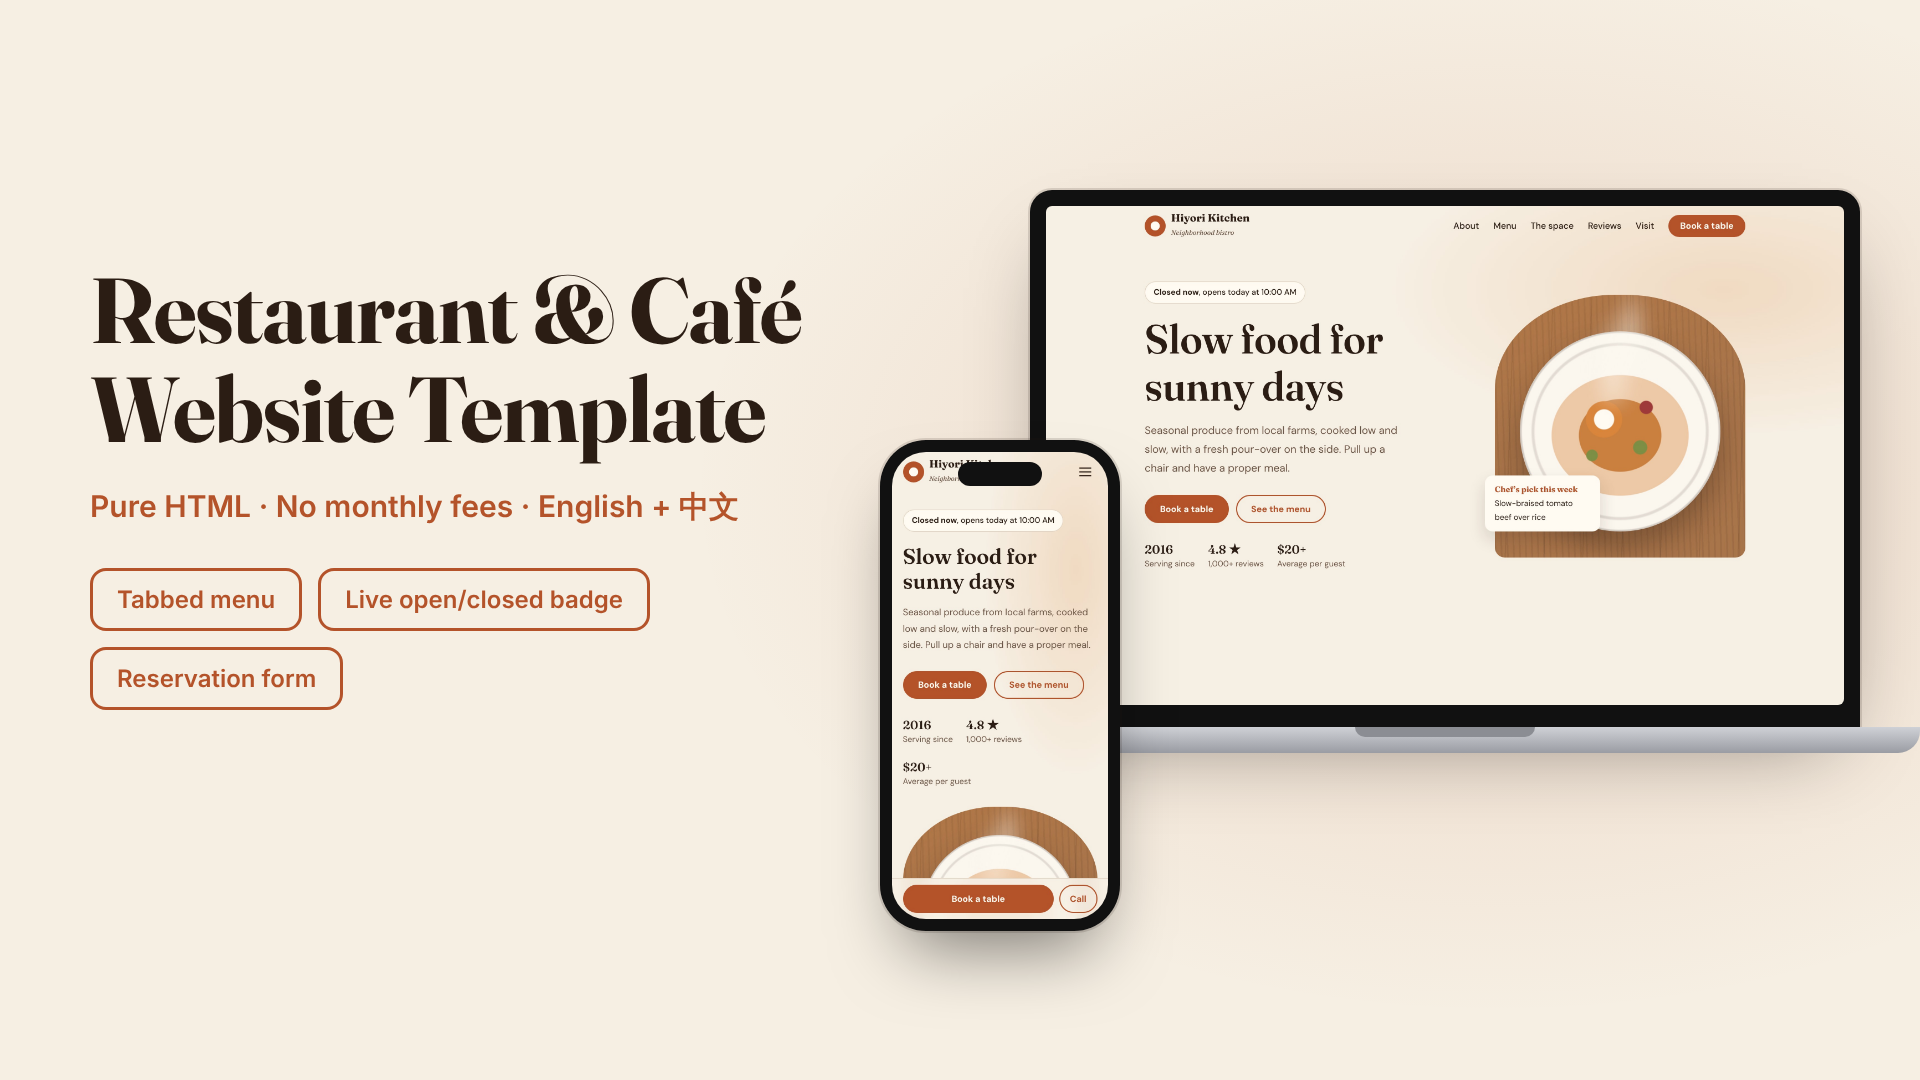 Restaurant & Café
Website Template
Pure HTML · No monthly fees · English + 中文
Tabbed menu
Live open/closed badge
Reservation form
Hiyori Kitchen
Neighborhood bistro
About
Menu
The space
Reviews
Visit
Book a table
Closed now, opens today at 10:00 AM
Slow food for
sunny days
Seasonal produce from local farms, cooked low and
slow, with a fresh pour-over on the side. Pull up a
chair and have a proper meal.
Book a table
See the menu
2016
Serving since
4.8 ★
1,000+ reviews
$20+
Average per guest
Chef's pick this week
Slow-braised tomato
beef over rice
Hiyori
Closed now, opens today at 10:00 AM
Slow food for
sunny days
Seasonal produce from local farms, cooked
low and slow, with a fresh pour-over on the
side. Pull up a chair and have a proper meal.
Book a table
See the menu
2016
Serving since
4.8 ★
1,000+ reviews
$20+
Average per guest
Book a table
Call